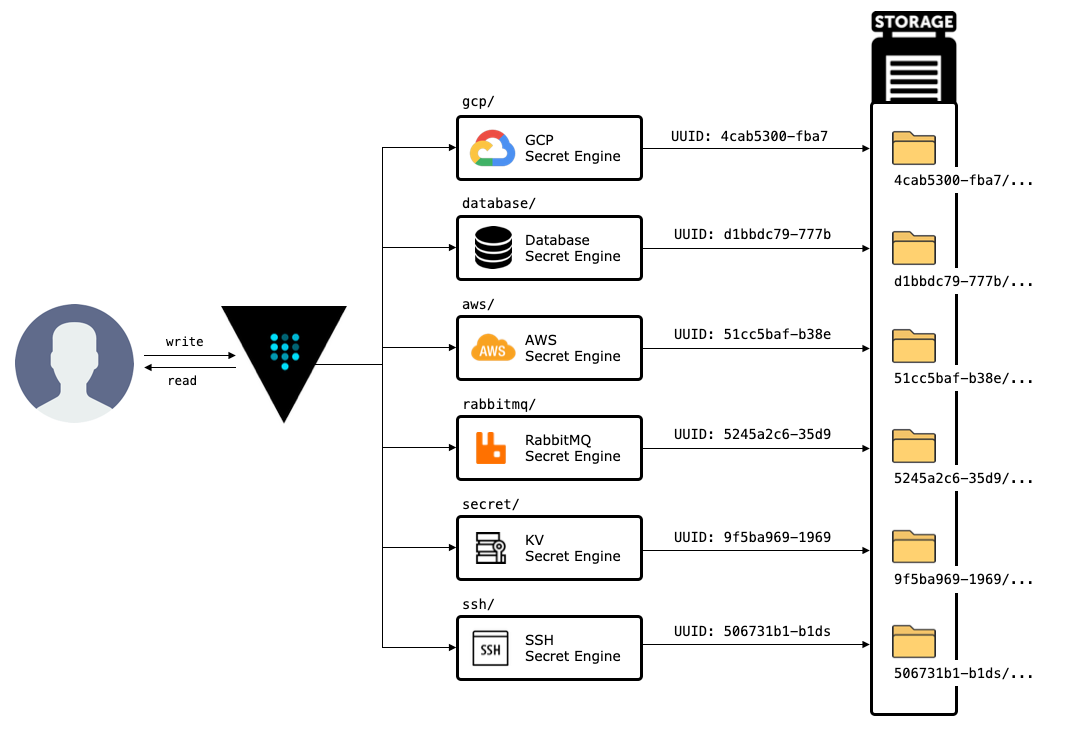 STORAGE
gcp/
GCP
Secret Engine
UUID: 4cab5300-fba7
4cab5300-fba7/...
database/
Database
Secret Engine
UUID: d1bbdc79-777b
d1bbdc79-777b/...
aws/
AWS
AWS
Secret Engine
UUID: 51cc5baf-b38e
51cc5baf-b38e/...
write
read
rabbitmq/
RabbitMQ
Secret Engine
UUID: 5245a2c6-35d9
5245a2c6-35d9/...
secret/
KV
Secret Engine
UUID: 9f5ba969-1969
9f5ba969-1969/...
ssh/
SSH
SSH
Secret Engine
UUID: 506731b1-b1ds
506731b1-b1ds/...